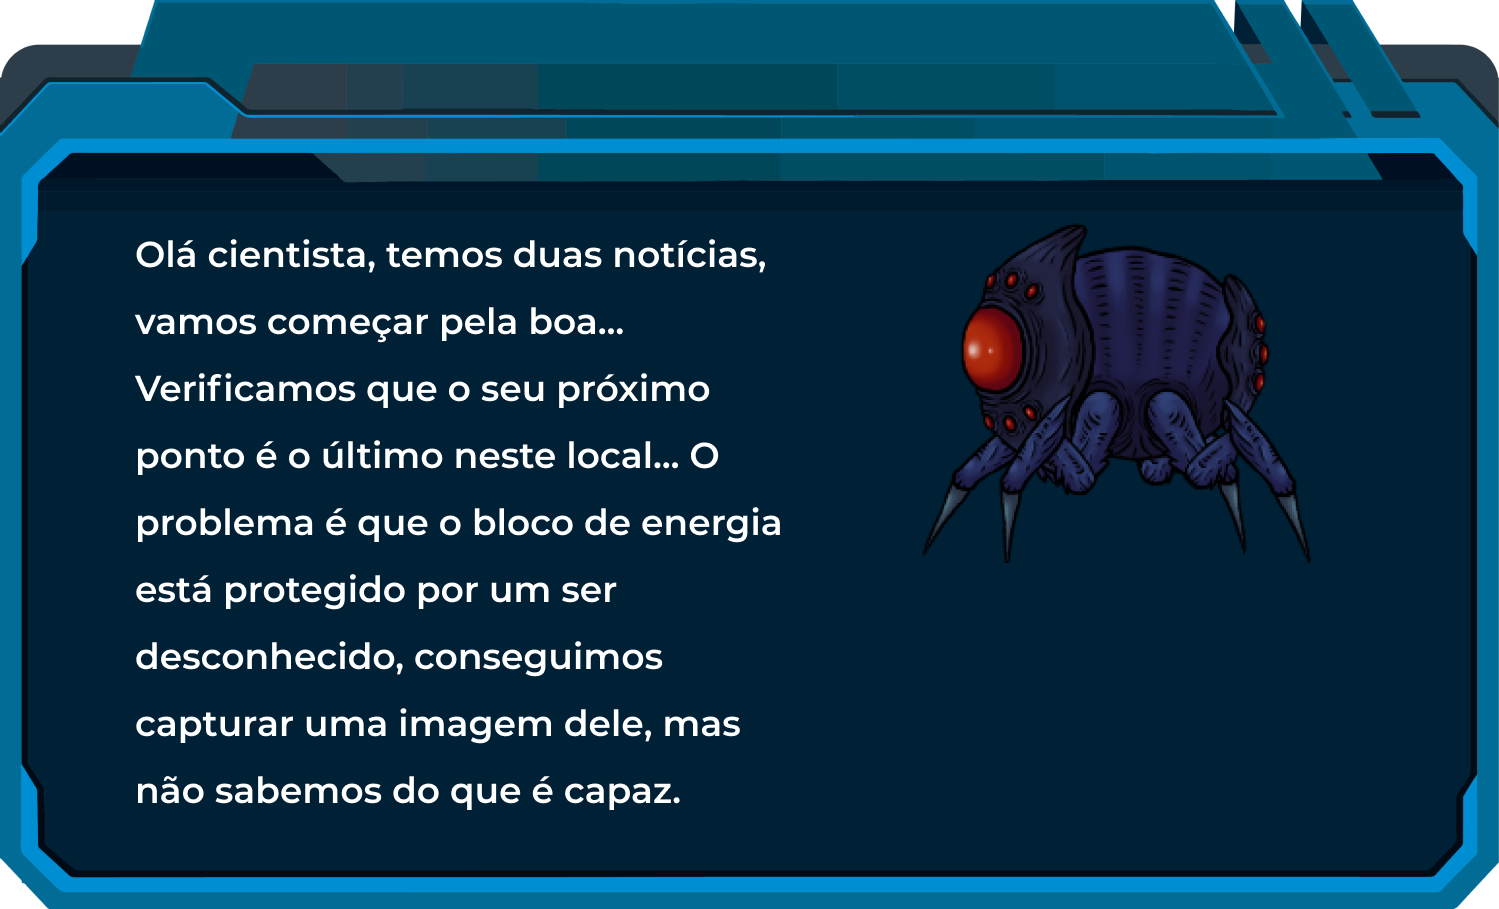 Olá cientista, temos duas notícias,
vamos começar pela boa...
Verificamos que o seu próximo
ponto é o último neste local... O
problema é que o bloco de energia
está protegido por um ser
desconhecido, conseguimos
capturar uma imagem dele, mas
não sabemos do que é capaz.